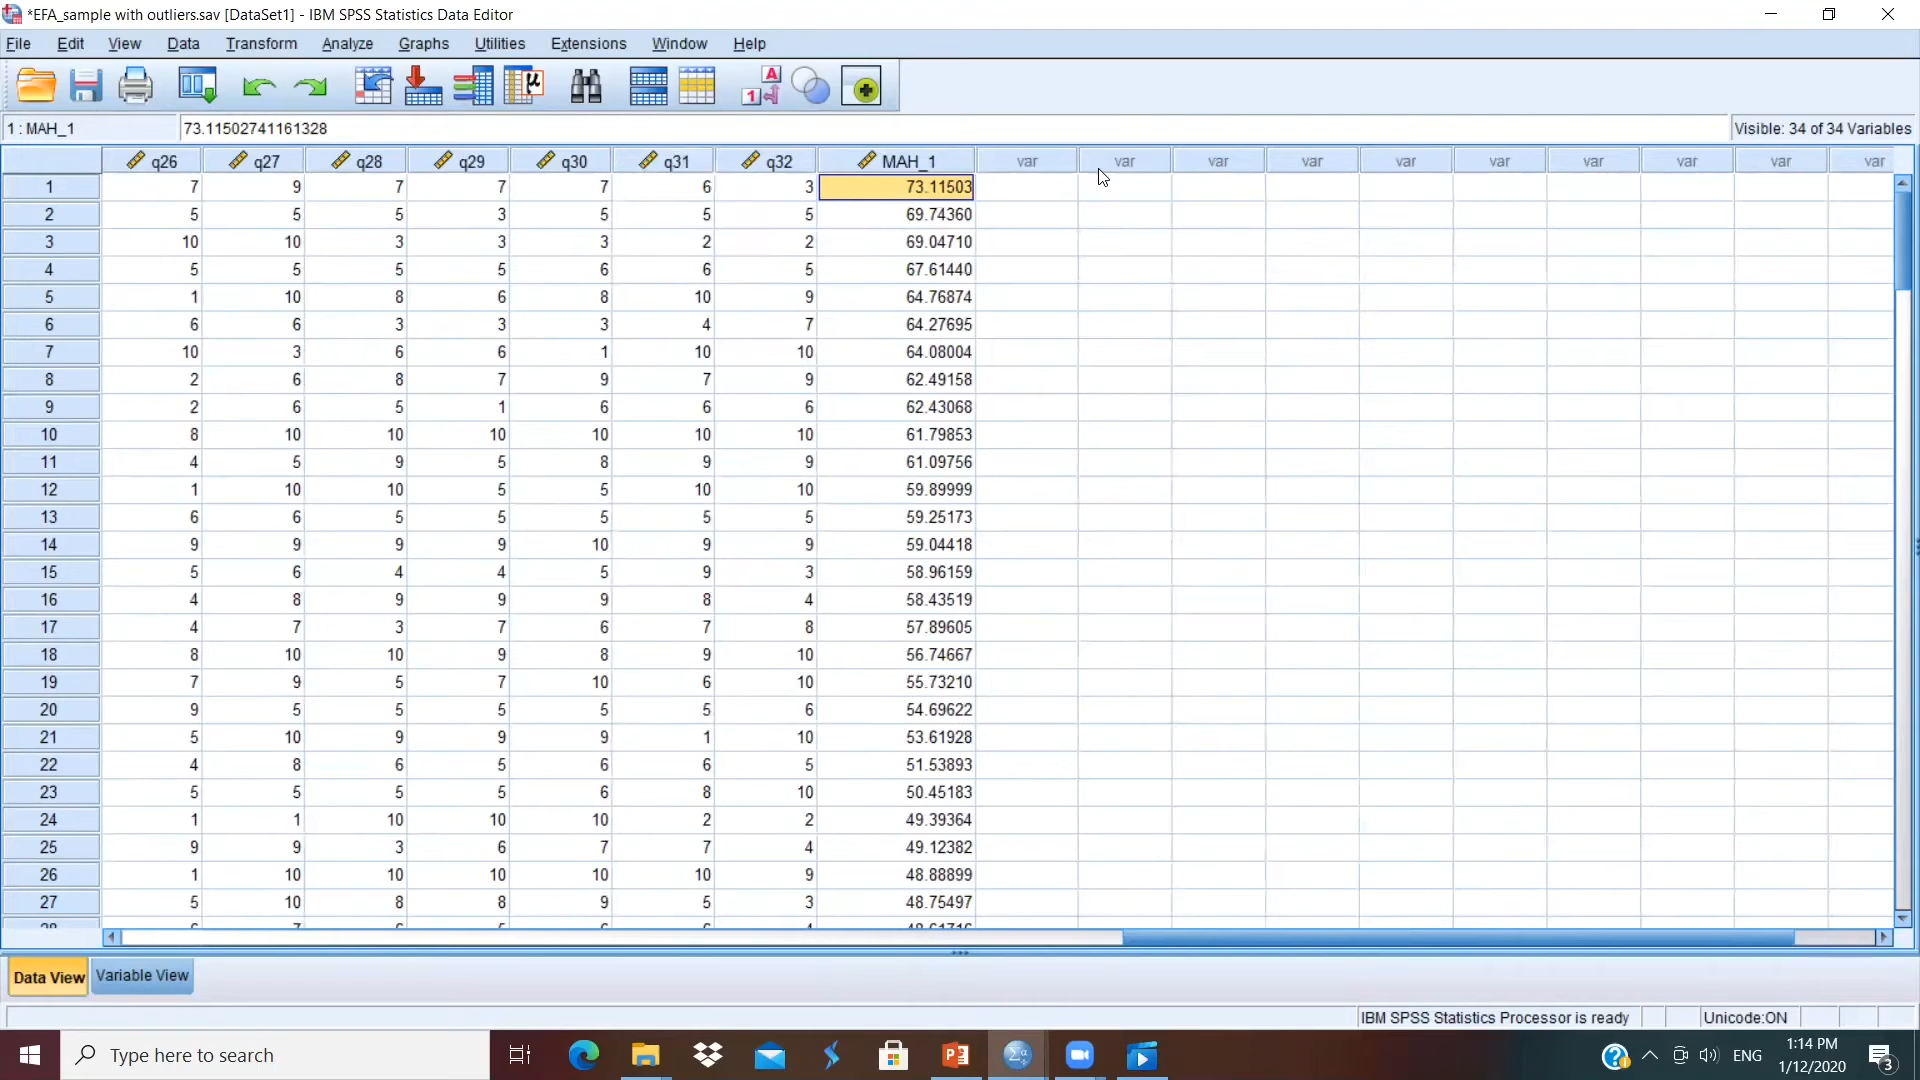 *EFA_sample with outliers.sav [DataSet1] - IBM SPSS Statistics Data Editor
File Edit View Data Transform Analyze Graphs Utilities Extensions Window Help
1 : MAH_1 73.11502741161328 Visible: 34 of 34 Variables
q26 q27 q28 q29 q30 q31 q32 MAH_1 var var var var var var var var var var
1 7 9 7 7 7 6 3 73.11503
2 5 5 5 3 5 5 5 69.74360
3 10 10 3 3 3 2 2 69.04710
4 5 5 5 5 6 6 5 67.61440
5 1 10 8 6 8 10 9 64.76874
6 6 6 3 3 3 4 7 64.27695
7 10 3 6 6 1 10 10 64.08004
8 2 6 8 7 9 7 9 62.49158
9 2 6 5 1 6 6 6 62.43068
10 8 10 10 10 10 10 10 61.79853
11 4 5 9 5 8 9 9 61.09756
12 1 10 10 5 5 10 10 59.89999
13 6 6 5 5 5 5 5 59.25173
14 9 9 9 9 10 9 9 59.04418
15 5 6 4 4 5 9 3 58.96159
16 4 8 9 9 9 8 4 58.43519
17 4 7 3 7 6 7 8 57.89605
18 8 10 10 9 8 9 10 56.74667
19 7 9 5 7 10 6 10 55.73210
20 9 5 5 5 5 5 6 54.69622
21 5 10 9 9 9 1 10 53.61928
22 4 8 6 5 6 6 5 51.53893
23 5 5 5 5 6 8 10 50.45183
24 1 1 10 10 10 2 2 49.39364
25 9 9 3 6 7 7 4 49.12382
26 1 10 10 10 10 10 9 48.88899
27 5 10 8 8 9 5 3 48.75497
Data View Variable View
IBM SPSS Statistics Processor is ready Unicode:ON
Type here to search
ENG
1:14 PM
1/12/2020
3